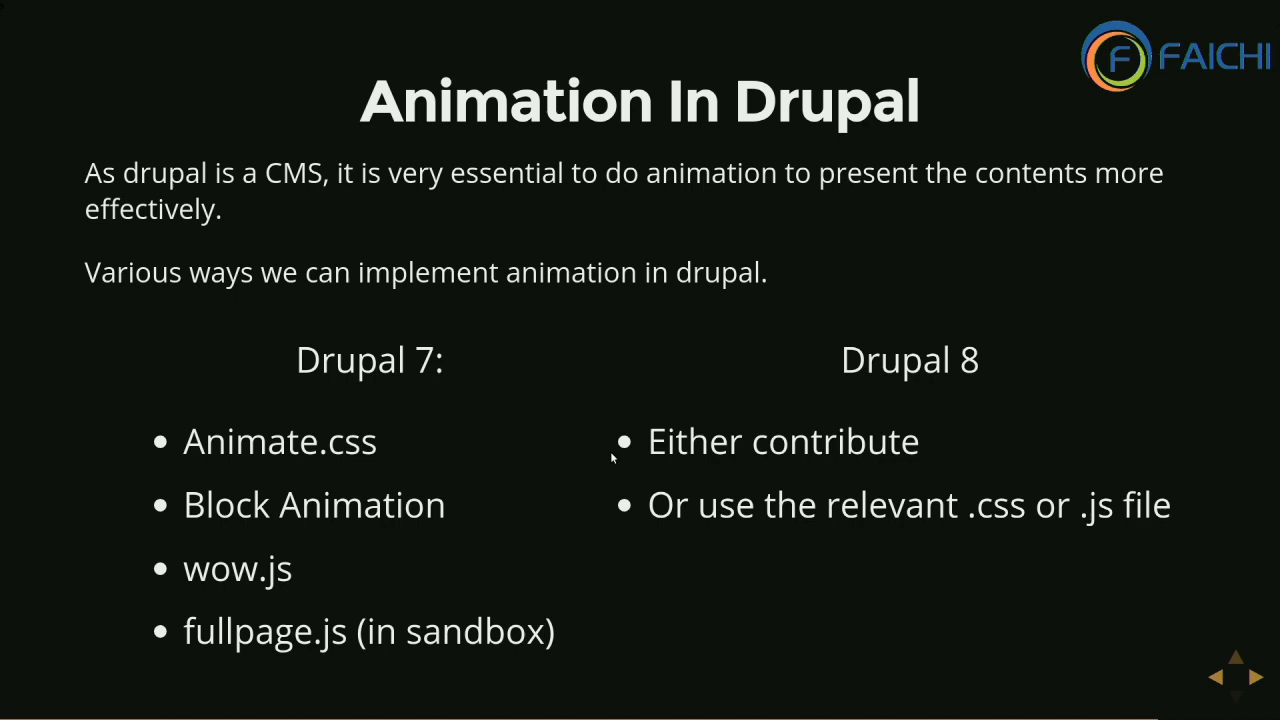 F FAICHI
Animation In Drupal
As drupal is a CMS, it is very essential to do animation to present the contents more
effectively.
Various ways we can implement animation in drupal.
Drupal 7:
Animate.css
Block Animation
wow.js
fullpage.js (in sandbox)
Drupal 8
Either contribute
Or use the relevant .css or .js file